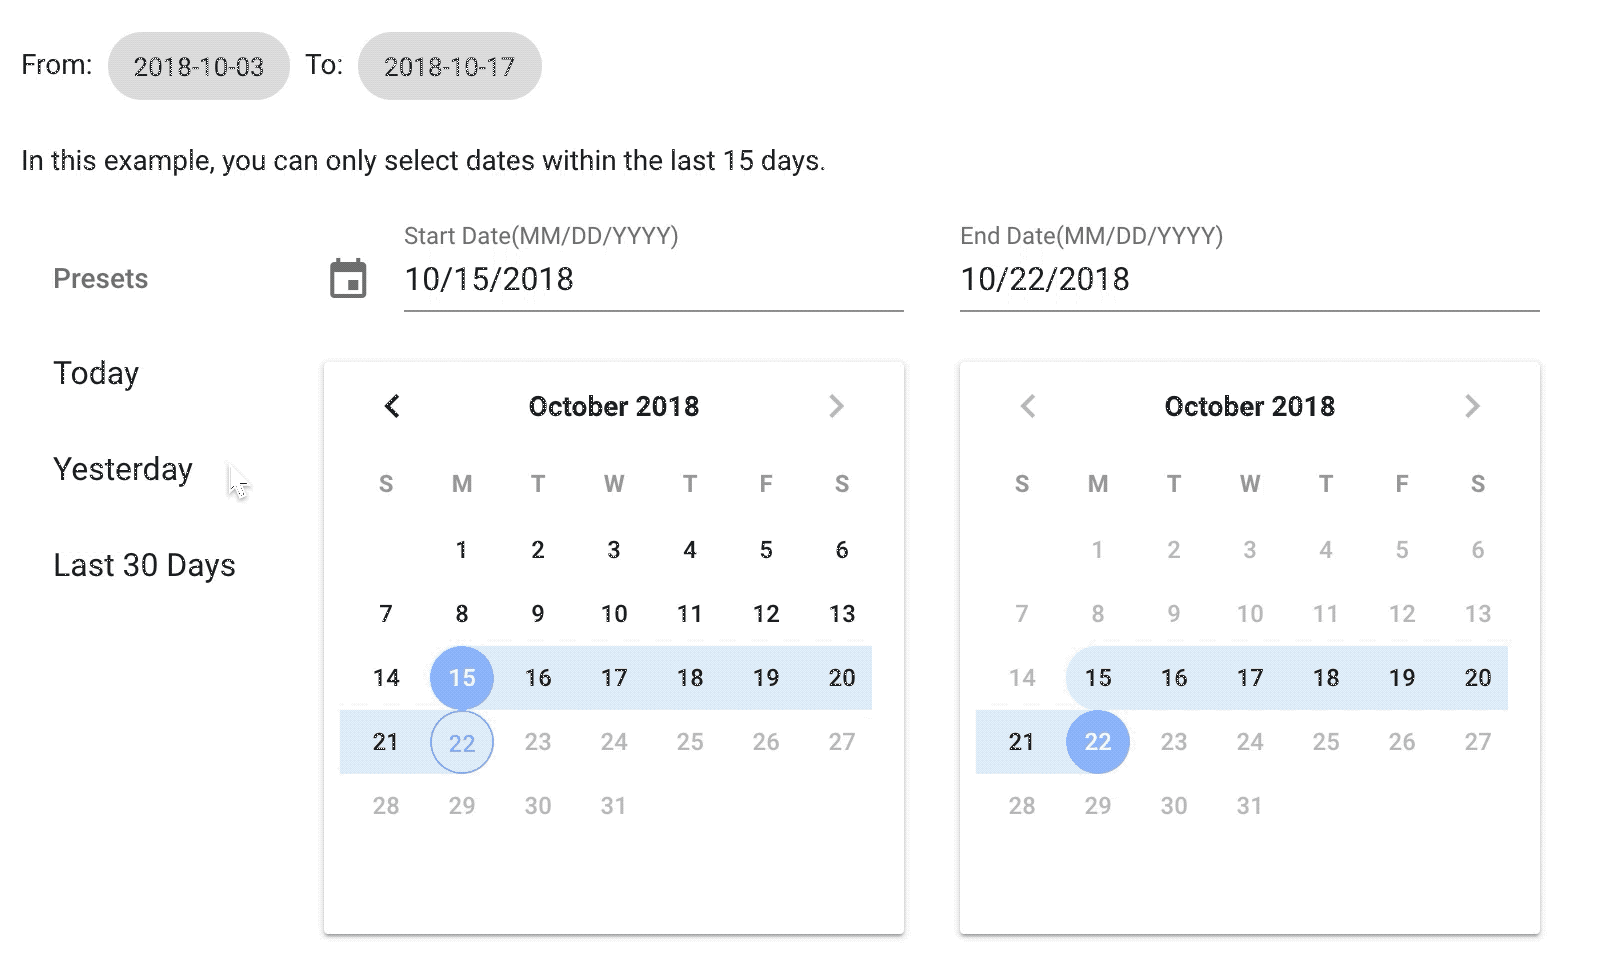 From: 2018-10-03 To: 2018-10-17
In this example, you can only select dates within the last 15 days.
Start Date(MM/DD/YYYY) End Date(MM/DD/YYYY)
Presets 10/15/2018 10/22/2018
Today
Yesterday
Last 30 Days
October 2018
S M T W T F S
1 2 3 4 5 6
7 8 9 10 11 12 13
14 15 16 17 18 19 20
21 22 23 24 25 26 27
28 29 30 31
October 2018
S M T W T F S
1 2 3 4 5 6
7 8 9 10 11 12 13
14 15 16 17 18 19 20
21 22 23 24 25 26 27
28 29 30 31